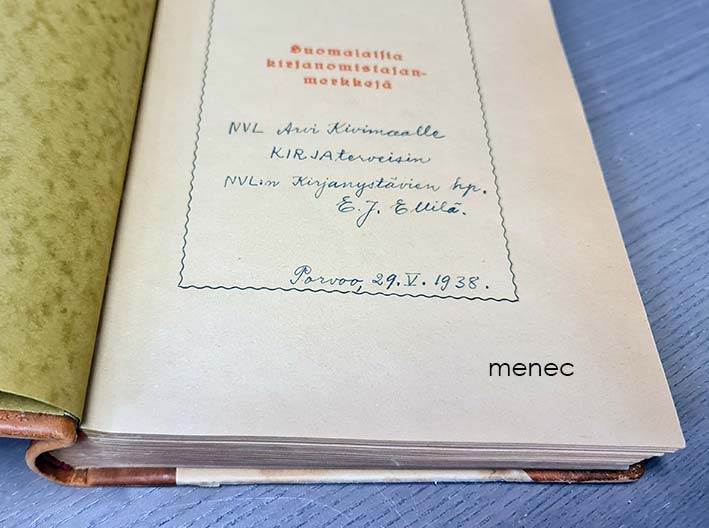 Suomalaisia
kirjanomistajan-
merkkejä
NVL Arvi Kivimaalle
KIRJAterveisin
NVL:n Kirjanystävien hp.
E. J. Ellilä.
Porvoo, 29.V.1938.
menec